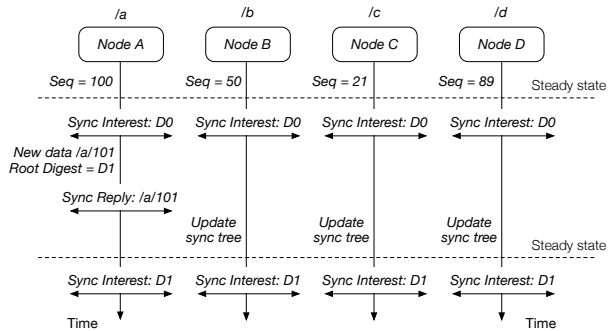 /a /b /c /d
Node A Node B Node C Node D
Seq = 100 Seq = 50 Seq = 21 Seq = 89
Steady state
Sync Interest: D0 Sync Interest: D0 Sync Interest: D0 Sync Interest: D0
New data /a/101
Root Digest = D1
Sync Reply: /a/101
Update Update Update
sync tree sync tree sync tree
Steady state
Sync Interest: D1 Sync Interest: D1 Sync Interest: D1 Sync Interest: D1
Time Time